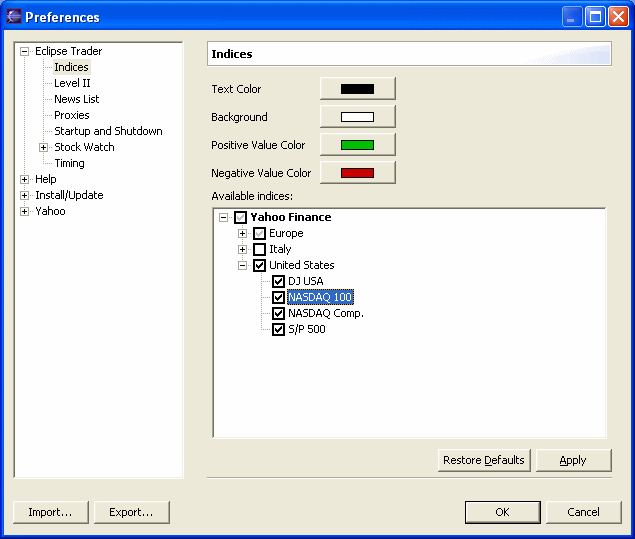 Preferences
Eclipse Trader
Indices
Level II
News List
Proxies
Startup and Shutdown
Stock Watch
Timing
Help
Install/Update
Yahoo
Indices
Text Color
Background
Positive Value Color
Negative Value Color
Available indices:
Yahoo Finance
Europe
Italy
United States
DJ USA
NASDAQ 100
NASDAQ Comp.
S/P 500
Restore Defaults
Apply
Import...
Export...
OK
Cancel